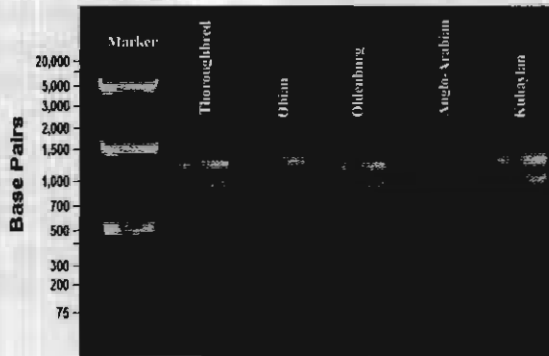 Marker
Thoroughbred
Obian
Oldenburg
Anglo-Arabian
Kuhaylan
Base Pairs
20,000
5,000
3,000
2,000
1,500
1,000
700
500
300
200
75